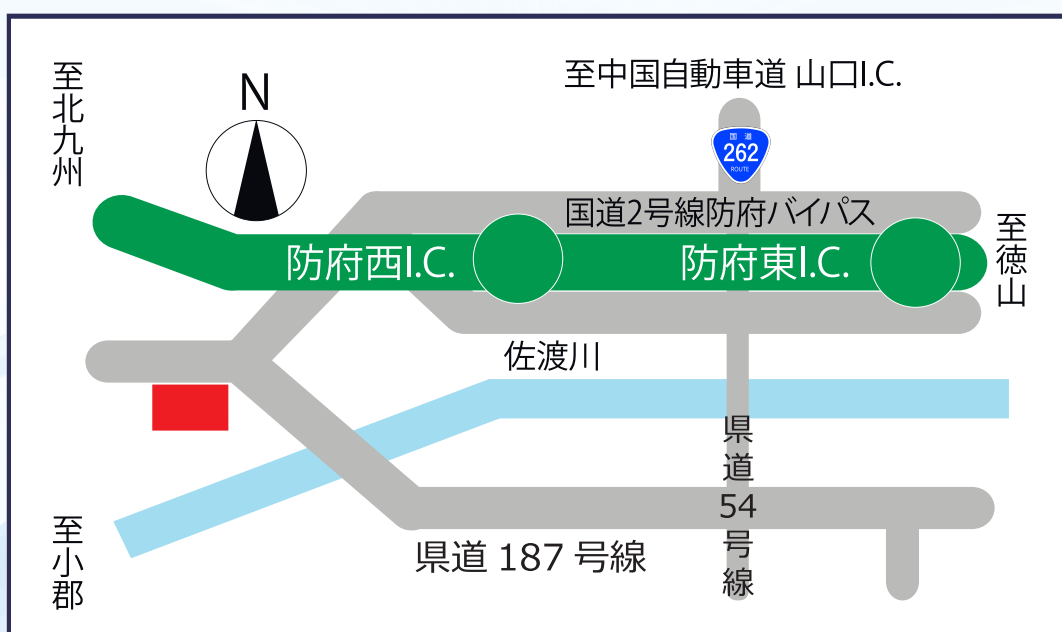 至北九州
N
至中国自動車道 山口I.C.
国道
262
ROUTE
国道2号線防府バイパス
防府西I.C.
防府東I.C.
至徳山
佐渡川
県道54号線
県道 187 号線
至小郡